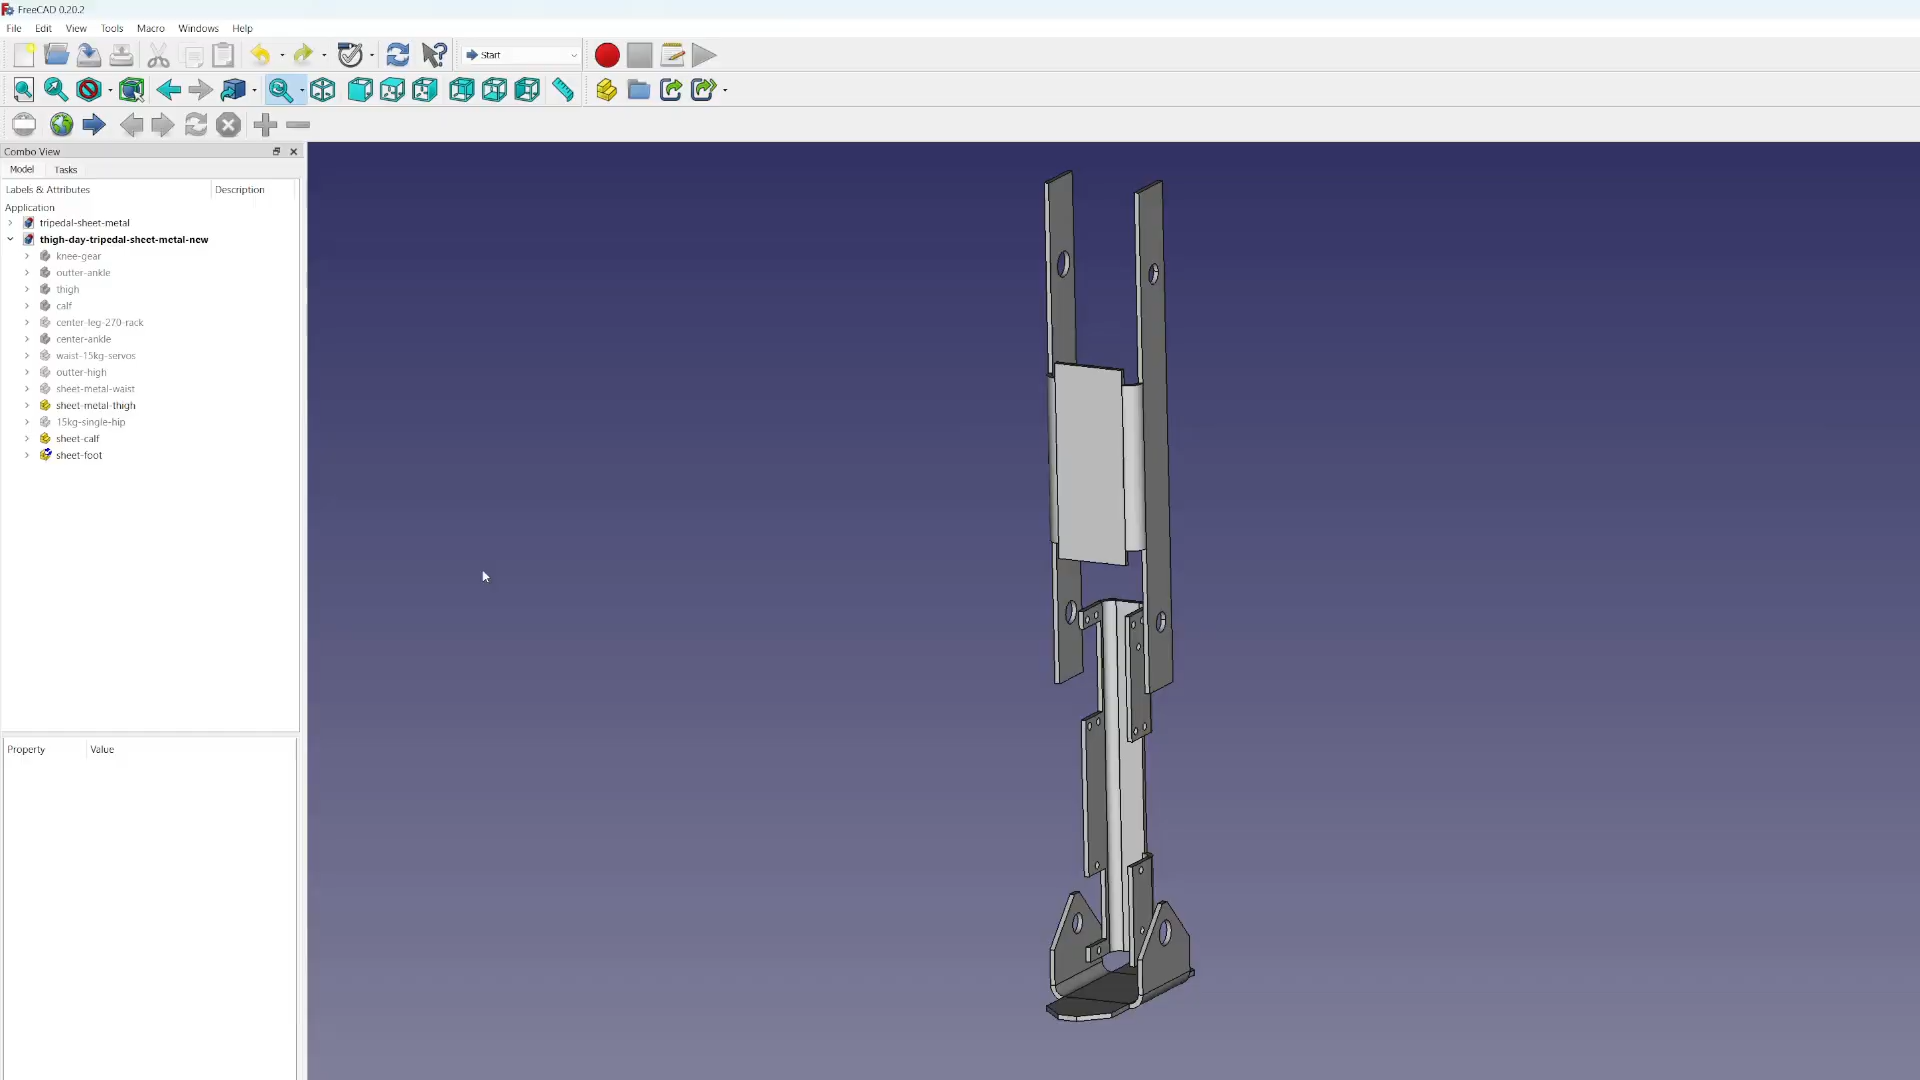 FreeCAD 0.20.2
File Edit View Tools Macro Windows Help
Start
Combo View
Model Tasks
Labels & Attributes Description
Application
tripedal-sheet-metal
thigh-day-tripedal-sheet-metal-new
knee-gear
outter-ankle
thigh
calf
center-leg-270-rack
center-ankle
waist-15kg-servos
outter-high
sheet-metal-waist
sheet-metal-thigh
15kg-single-hip
sheet-calf
sheet-foot
Property Value